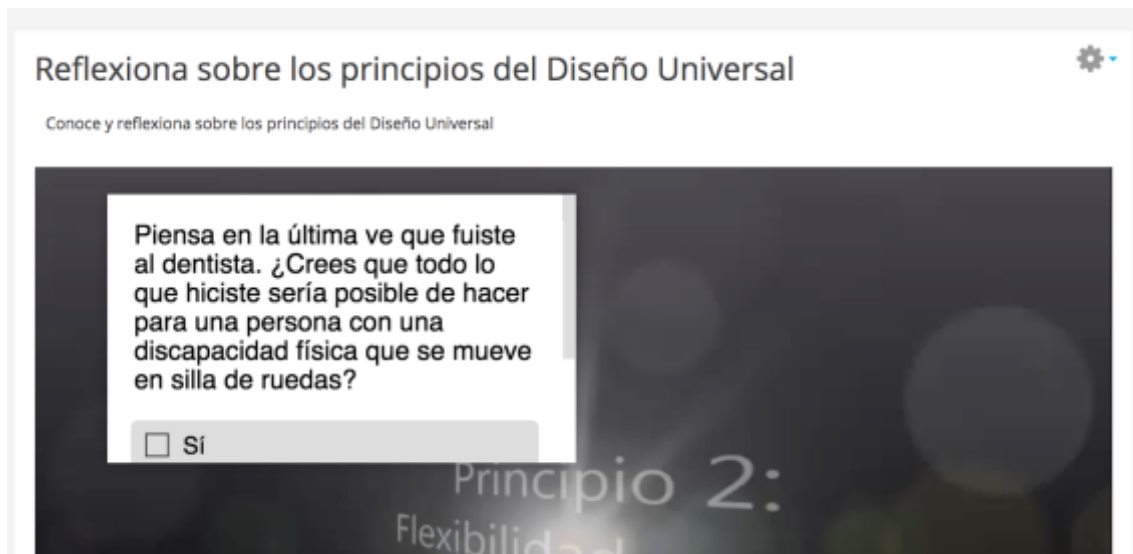 Reflexiona sobre los principios del Diseño Universal
Conoce y reflexiona sobre los principios del Diseño Universal
Piensa en la última ve que fuiste
al dentista. ¿Crees que todo lo
que hiciste sería posible de hacer
para una persona con una
discapacidad física que se mueve
en silla de ruedas?
Sí
Principio 2:
Flexibilidad